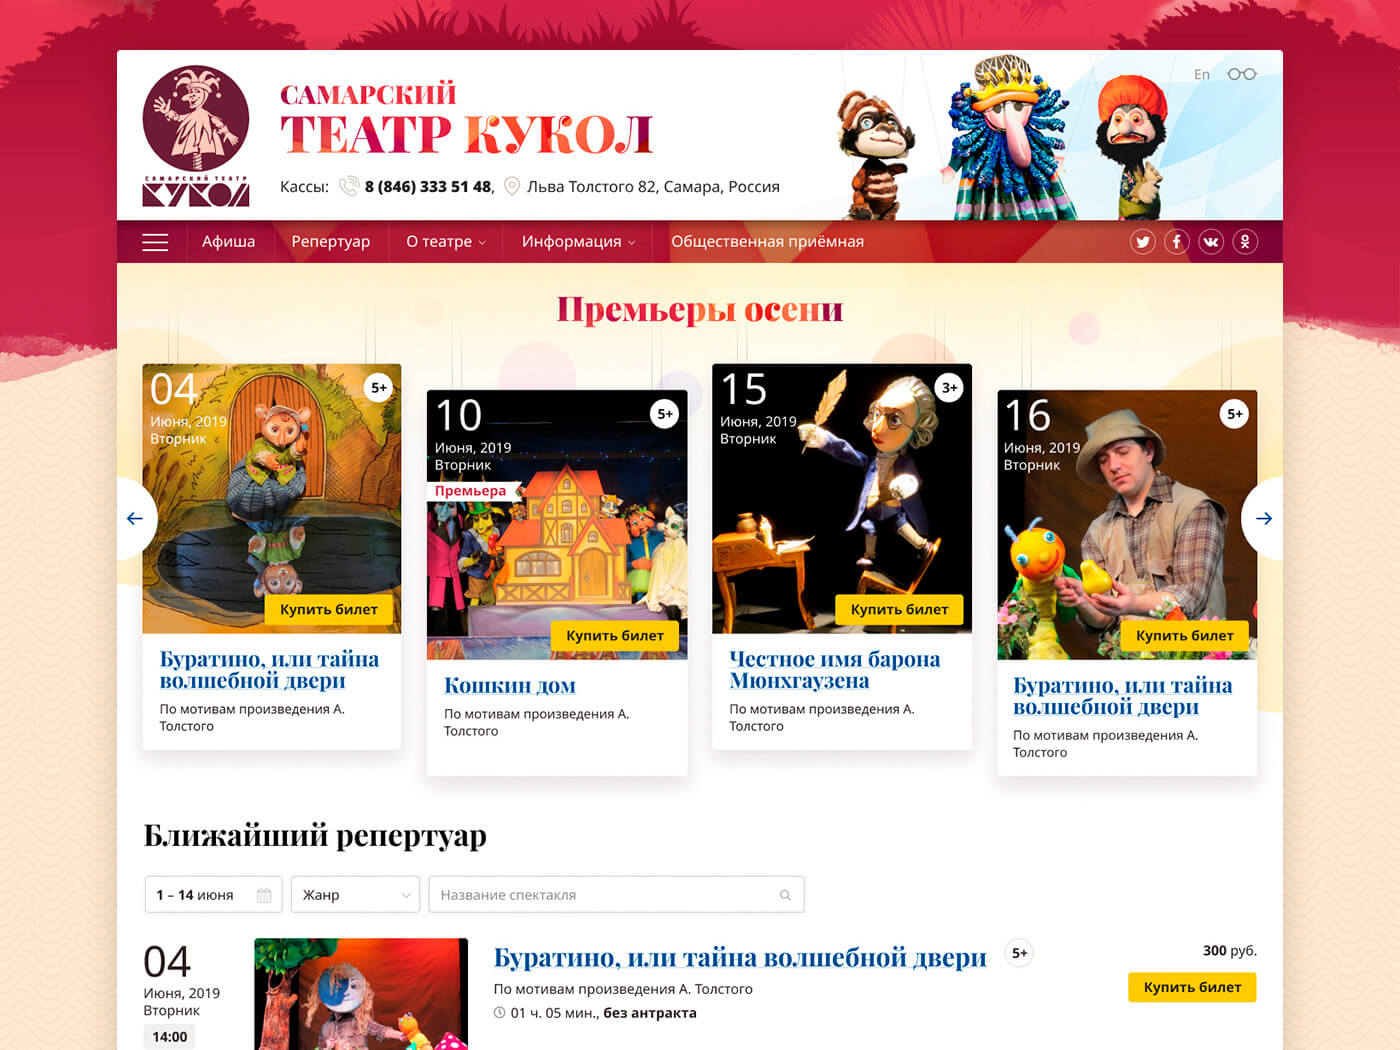 En
САМАРСКИЙ
ТЕАТР КУКОЛ
САМАРСКИЙ ТЕАТР
КУКОЛ
Кассы: 8 (846) 333 51 48, Льва Толстого 82, Самара, Россия
Афиша Репертуар О театре Информация Общественная приёмная
Премьеры осени
04
Июня, 2019
Вторник
5+
Купить билет
Буратино, или тайна
волшебной двери
По мотивам произведения А.
Толстого
10
Июня, 2019
Вторник
5+
Премьера
Купить билет
Кошкин дом
По мотивам произведения А.
Толстого
15
Июня, 2019
Вторник
3+
Купить билет
Честное имя барона
Мюнхгаузена
По мотивам произведения А.
Толстого
16
Июня, 2019
Вторник
5+
Купить билет
Буратино, или тайна
волшебной двери
По мотивам произведения А.
Толстого
Ближайший репертуар
1 – 14 июня
Жанр
Название спектакля
04
Июня, 2019
Вторник
14:00
Буратино, или тайна волшебной двери 5+
По мотивам произведения А. Толстого
01 ч. 05 мин., без антракта
300 руб.
Купить билет